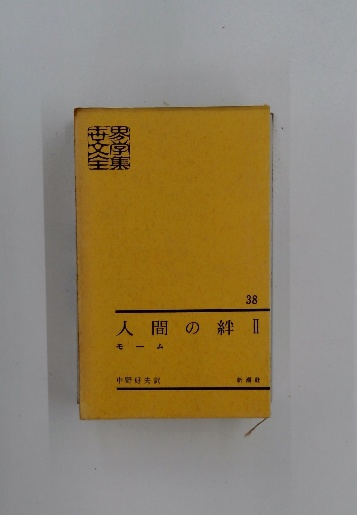 世界
文学
全集
38
人間の絆 II
モーム
中野好夫訳 新潮社